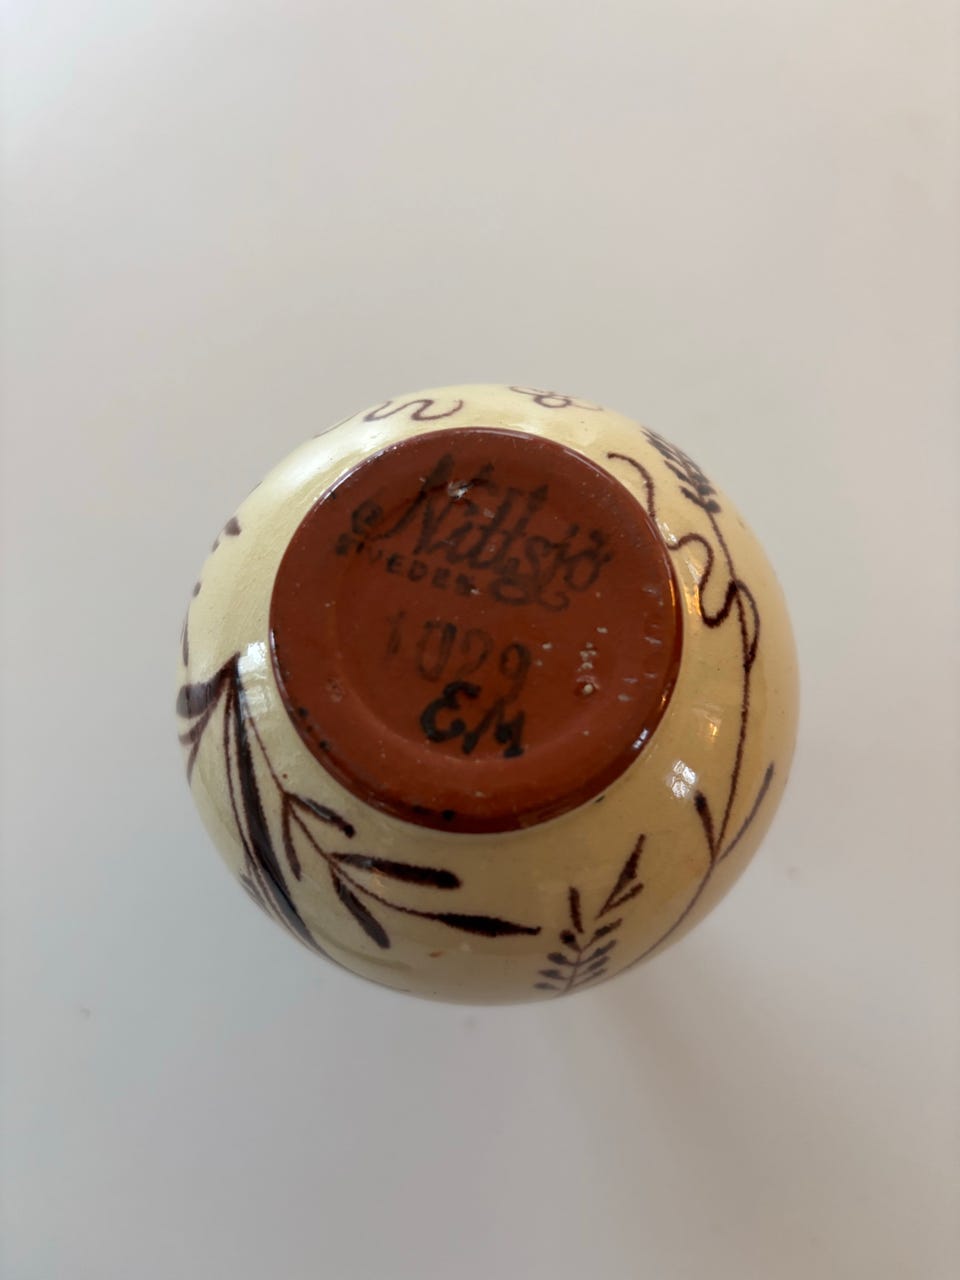 Nittsjö
SWEDEN
1029
EM